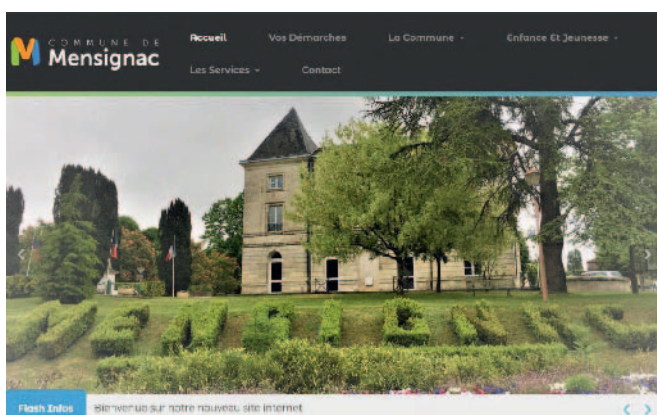 COMMUNE DE
Mensignac
Accueil Vos Démarches La Commune Enfance Et Jeunesse
Les Services Contact
MENSIGNAC
Flash Infos Bienvenue sur notre nouveau site internet